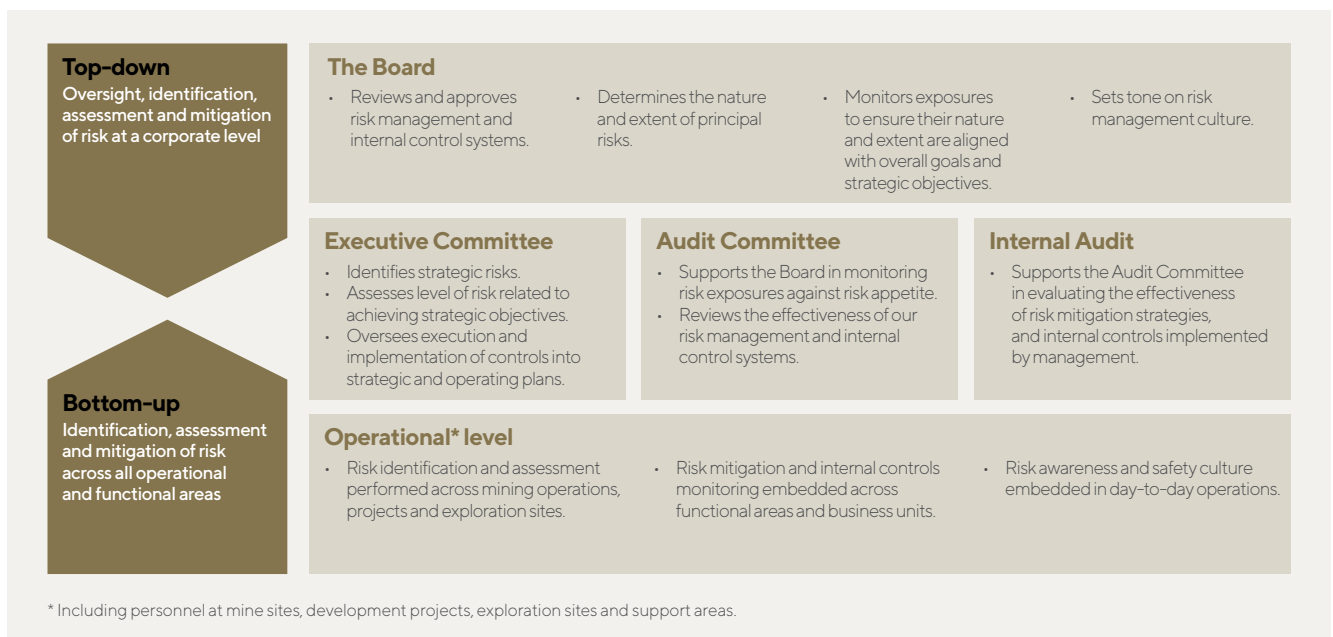 Top-down
Oversight, identification,
assessment and mitigation
of risk at a corporate level
The Board
• Reviews and approves
risk management and
internal control systems.
• Determines the nature
and extent of principal
risks.
• Monitors exposures
to ensure their nature
and extent are aligned
with overall goals and
strategic objectives.
• Sets tone on risk
management culture.
Executive Committee
• Identifies strategic risks.
• Assesses level of risk related to
achieving strategic objectives.
• Oversees execution and
implementation of controls into
strategic and operating plans.
Audit Committee
• Supports the Board in monitoring
risk exposures against risk appetite.
• Reviews the effectiveness of our
risk management and internal
control systems.
Internal Audit
• Supports the Audit Committee
in evaluating the effectiveness
of risk mitigation strategies,
and internal controls implemented
by management.
Bottom-up
Identification, assessment
and mitigation of risk
across all operational
and functional areas
Operational* level
• Risk identification and assessment
performed across mining operations,
projects and exploration sites.
• Risk mitigation and internal controls
monitoring embedded across
functional areas and business units.
• Risk awareness and safety culture
embedded in day-to-day operations.
* Including personnel at mine sites, development projects, exploration sites and support areas.